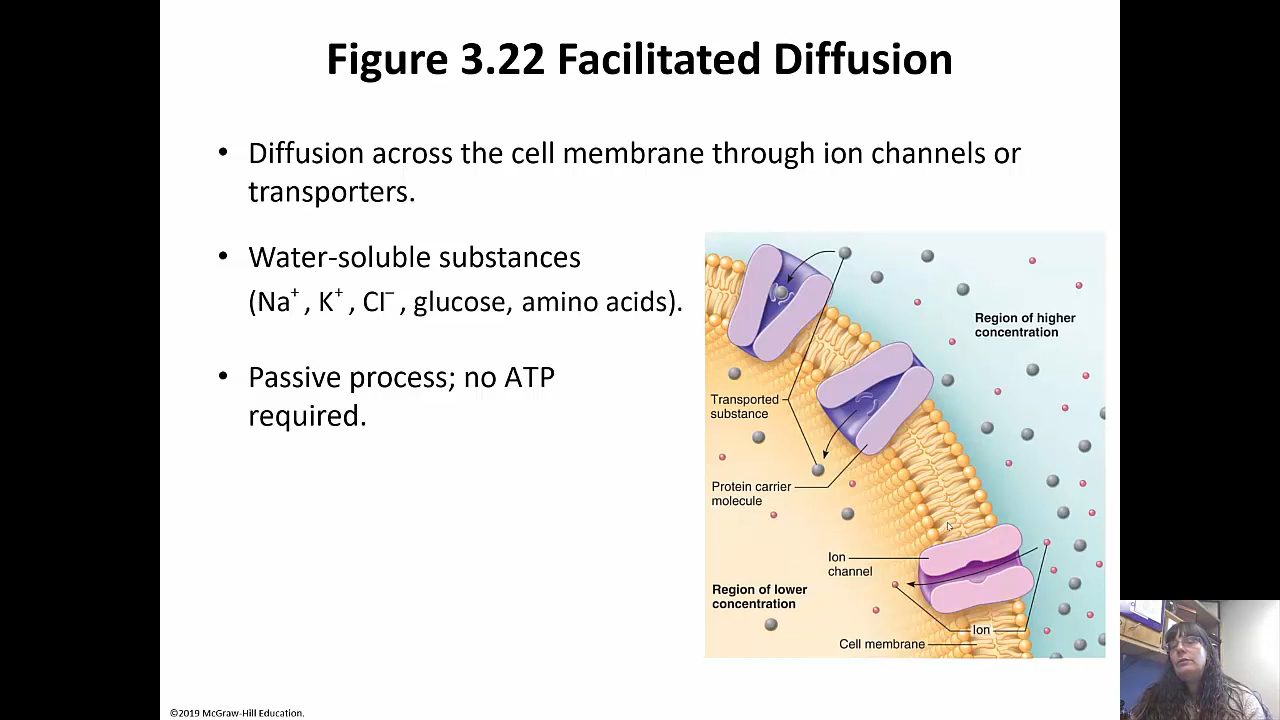 Figure 3.22 Facilitated Diffusion
• Diffusion across the cell membrane through ion channels or
transporters.
• Water-soluble substances
(Na⁺, K⁺, Cl⁻, glucose, amino acids).
• Passive process; no ATP
required.
Region of higher
concentration
Transported
substance
Protein carrier
molecule
Ion
channel
Region of lower
concentration
Ion
Cell membrane
©2019 McGraw-Hill Education.